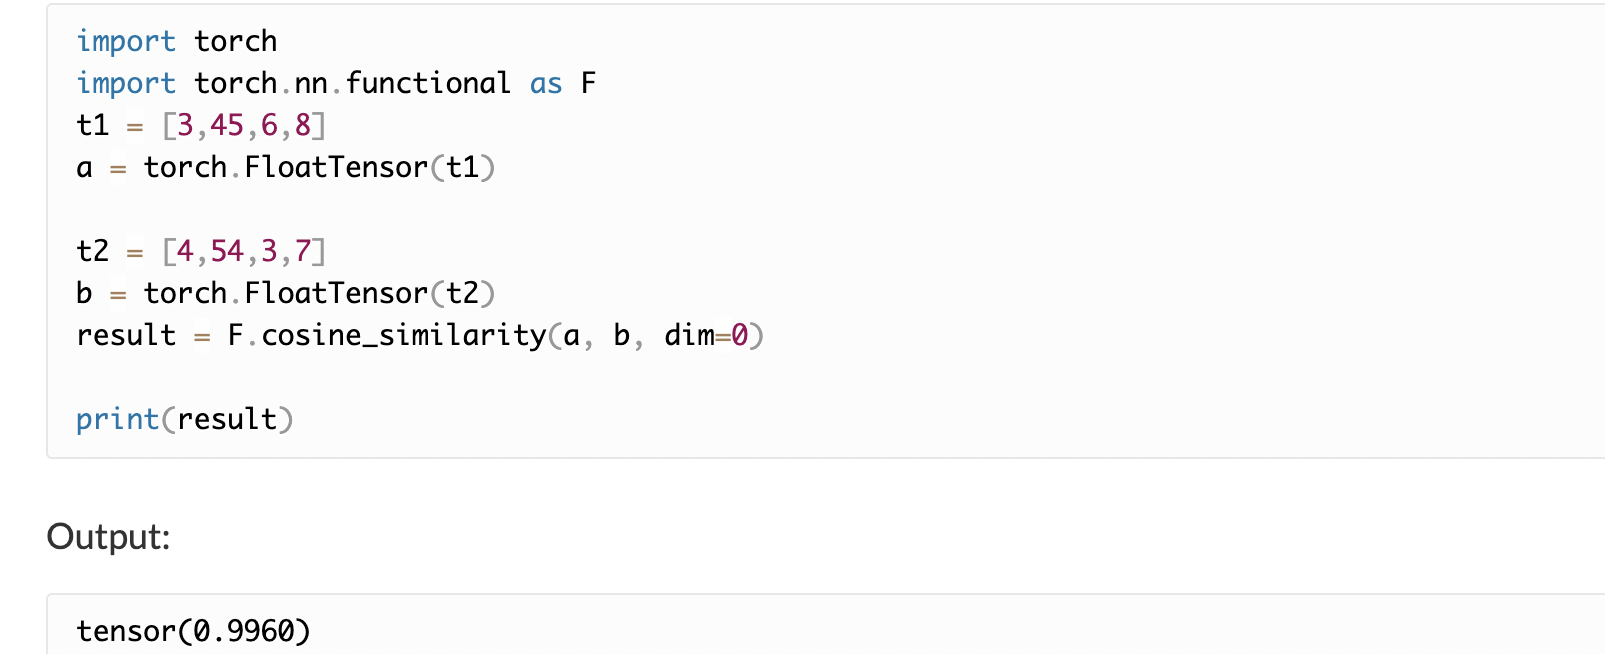 import torch
import torch.nn.functional as F
t1 = [3,45,6,8]
a = torch.FloatTensor(t1)
t2 = [4,54,3,7]
b = torch.FloatTensor(t2)
result = F.cosine_similarity(a, b, dim=0)
print(result)
Output:
tensor(0.9960)